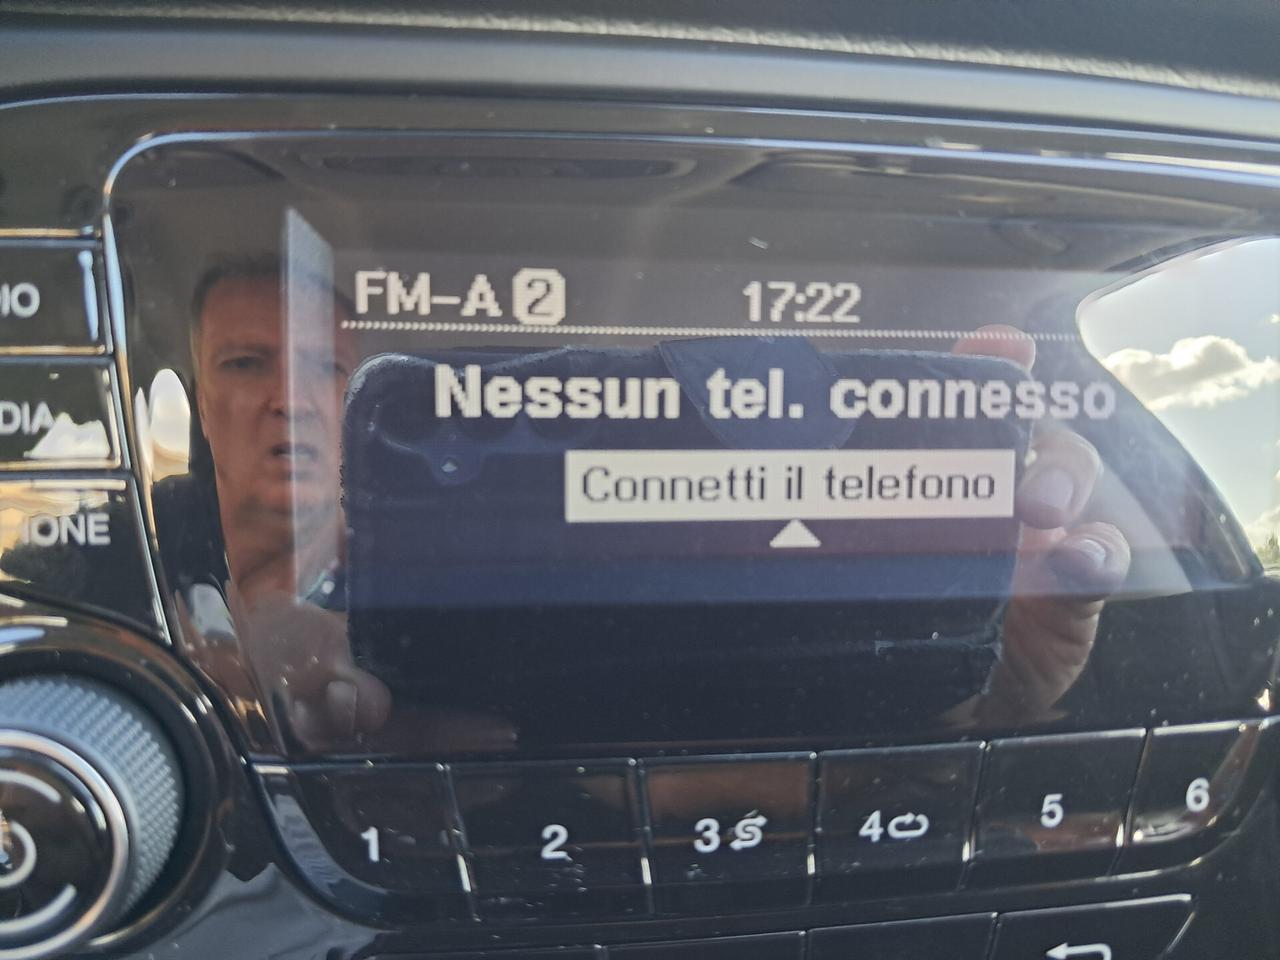 FM-A 2 17:22
Nessun tel. connesso
Connetti il telefono
1 2 3 4 5 6